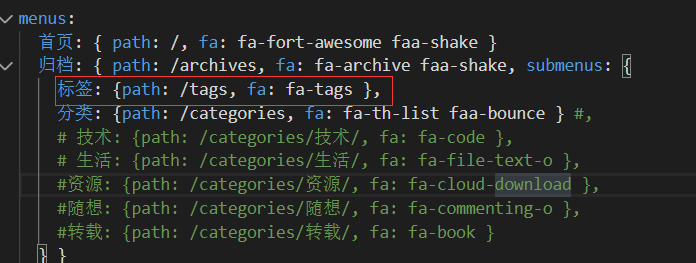 menus:
首页: { path: /, fa: fa-fort-awesome faa-shake }
归档: { path: /archives, fa: fa-archive faa-shake, submenus: {
标签: {path: /tags, fa: fa-tags },
分类: {path: /categories, fa: fa-th-list faa-bounce } #,
# 技术: {path: /categories/技术/, fa: fa-code },
# 生活: {path: /categories/生活/, fa: fa-file-text-o },
#资源: {path: /categories/资源/, fa: fa-cloud-download },
#随想: {path: /categories/随想/, fa: fa-commenting-o },
#转载: {path: /categories/转载/, fa: fa-book }
} }